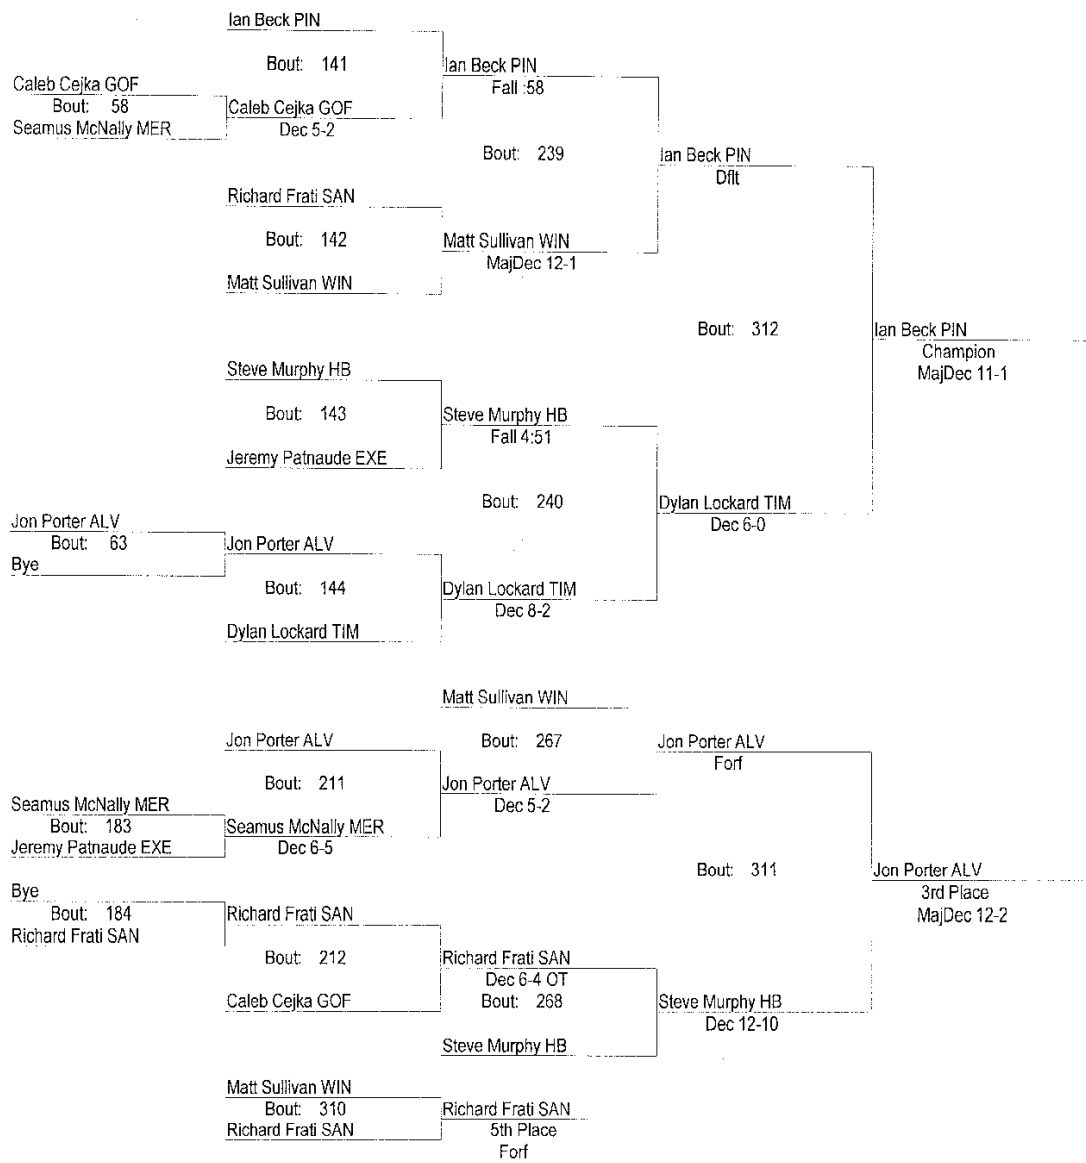 Ian Beck PIN
Bout: 141
Ian Beck PIN
Fall :58
Caleb Cejka GOF
Bout: 58
Seamus McNally MER
Caleb Cejka GOF
Dec 5-2
Bout: 239
Ian Beck PIN
Dflt
Richard Frati SAN
Bout: 142
Matt Sullivan WIN
MajDec 12-1
Matt Sullivan WIN
Bout: 312
Ian Beck PIN
Champion
MajDec 11-1
Steve Murphy HB
Bout: 143
Steve Murphy HB
Fall 4:51
Jeremy Patnaude EXE
Bout: 240
Dylan Lockard TIM
Dec 6-0
Jon Porter ALV
Bout: 63
Bye
Jon Porter ALV
Bout: 144
Dylan Lockard TIM
Dec 8-2
Dylan Lockard TIM
Matt Sullivan WIN
Jon Porter ALV
Bout: 267
Jon Porter ALV
Forf
Bout: 211
Jon Porter ALV
Dec 5-2
Seamus McNally MER
Bout: 183
Jeremy Patnaude EXE
Seamus McNally MER
Dec 6-5
Bout: 311
Jon Porter ALV
3rd Place
MajDec 12-2
Bye
Bout: 184
Richard Frati SAN
Richard Frati SAN
Bout: 212
Richard Frati SAN
Dec 6-4 OT
Caleb Cejka GOF
Bout: 268
Steve Murphy HB
Dec 12-10
Steve Murphy HB
Matt Sullivan WIN
Bout: 310
Richard Frati SAN
Richard Frati SAN
5th Place
Forf